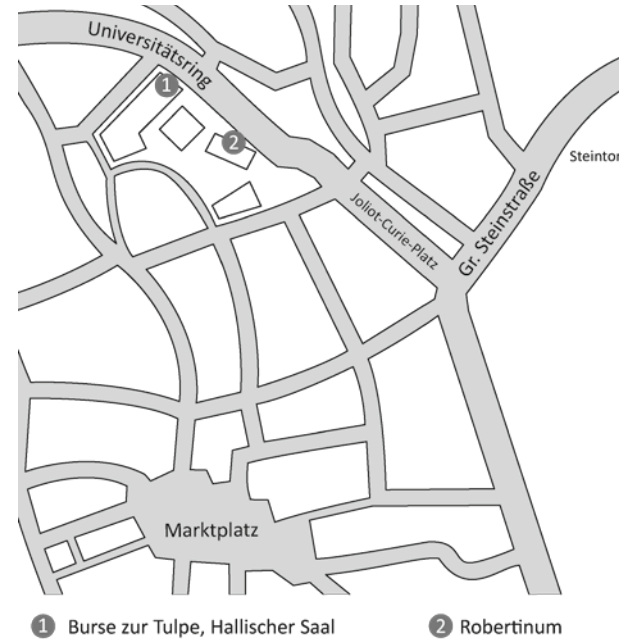 Universitätsring
1
2
Steintor
Joliot-Curie-Platz
Gr. Steinstraße
Marktplatz
1 Burse zur Tulpe, Hallischer Saal
2 Robertinum